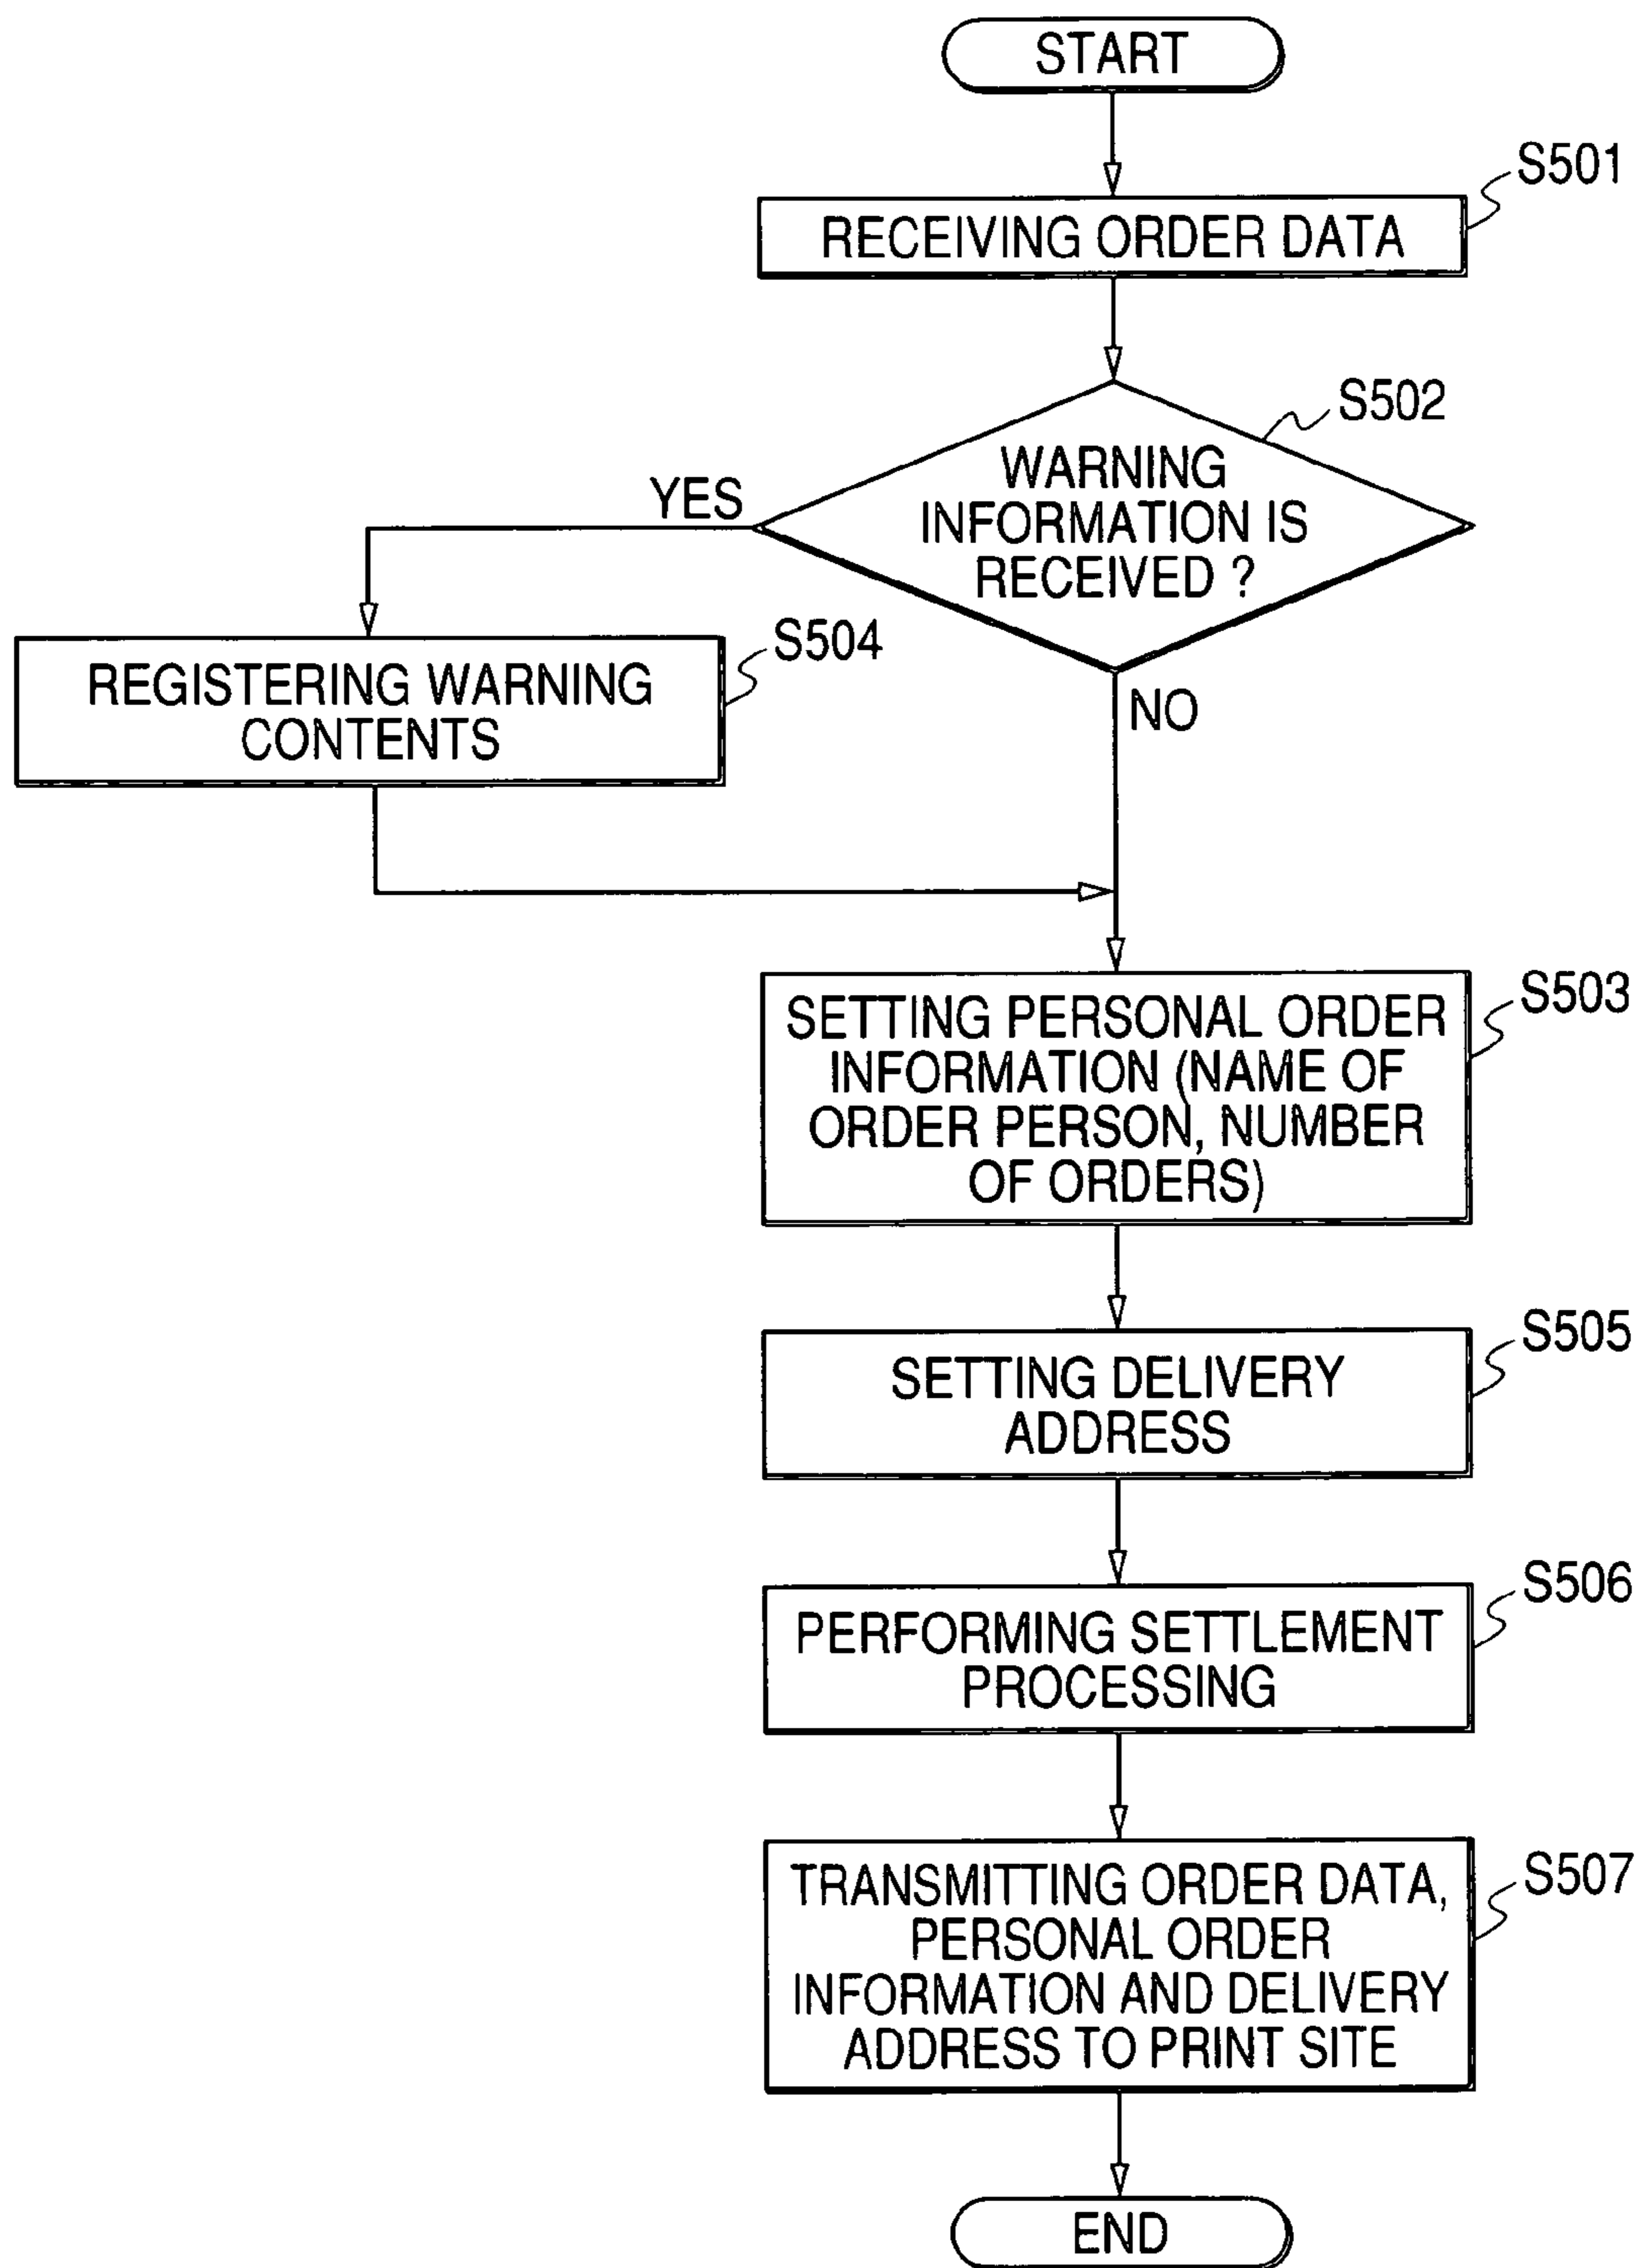 START
S501
RECEIVING ORDER DATA
S502
WARNING
INFORMATION IS
RECEIVED ?
YES
S504
REGISTERING WARNING
CONTENTS
NO
S503
SETTING PERSONAL ORDER
INFORMATION (NAME OF
ORDER PERSON, NUMBER
OF ORDERS)
S505
SETTING DELIVERY
ADDRESS
S506
PERFORMING SETTLEMENT
PROCESSING
S507
TRANSMITTING ORDER DATA,
PERSONAL ORDER
INFORMATION AND DELIVERY
ADDRESS TO PRINT SITE
END